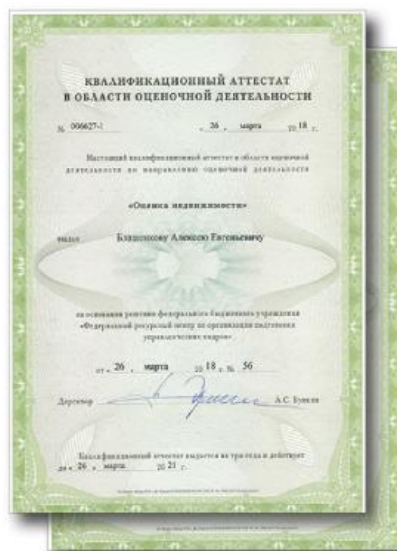 КВАЛИФИКАЦИОННЫЙ АТТЕСТАТ
В ОБЛАСТИ ОЦЕНОЧНОЙ ДЕЯТЕЛЬНОСТИ
№ 006627-1 « 26 » марта 20 18 г.
Настоящий квалификационный аттестат в области оценочной
деятельности по направлению оценочной деятельности
«Оценка недвижимости»
выдан Алексею Евгеньевичу
на основании решения федерального бюджетного учреждения
«Федеральный ресурсный центр по организации подготовки
управленческих кадров»
от « 26 » марта 20 18 г. № 56
Директор А.С. Бункин
Квалификационный аттестат выдается на три года и действует
до « 26 » марта 20 21 г.